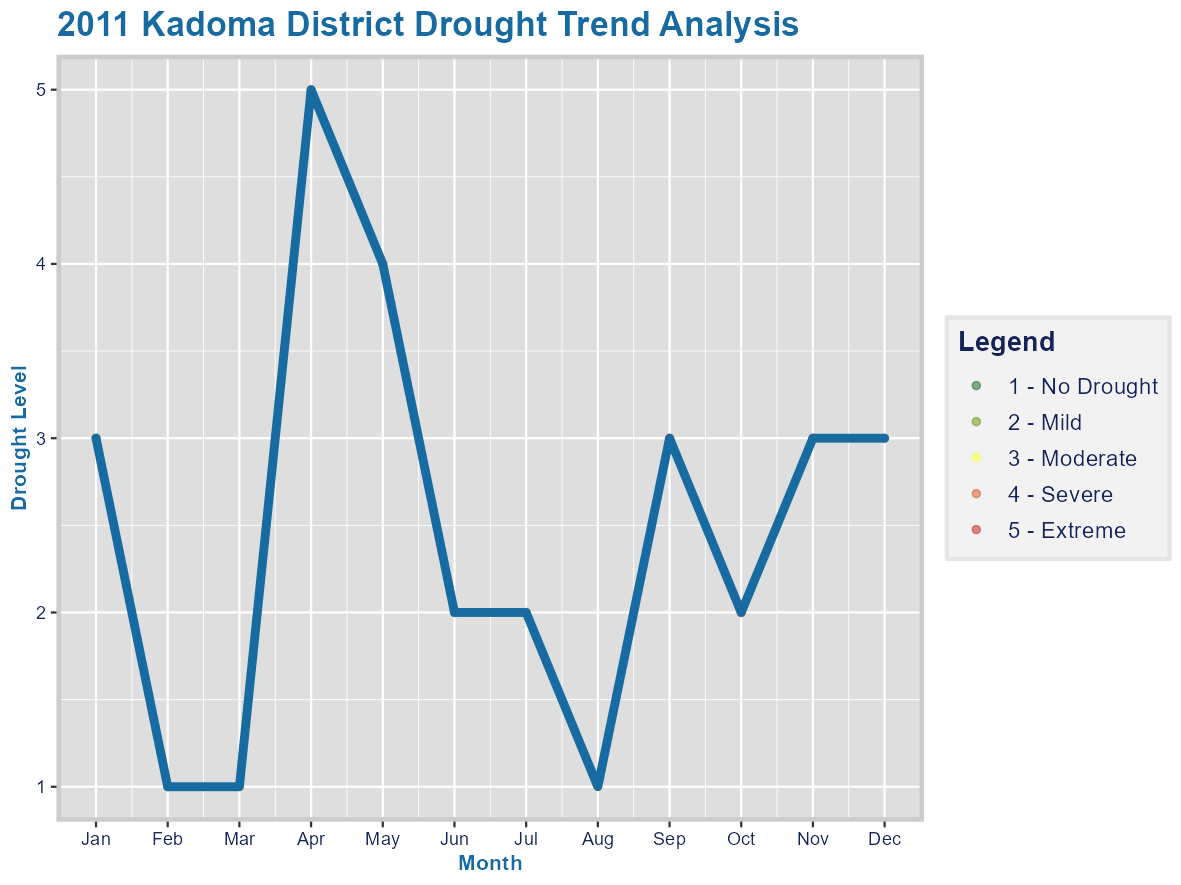 2011 Kadoma District Drought Trend Analysis
5
4
3
2
1
Drought Level
Jan Feb Mar Apr May Jun Jul Aug Sep Oct Nov Dec
Month
Legend
1 - No Drought
2 - Mild
3 - Moderate
4 - Severe
5 - Extreme